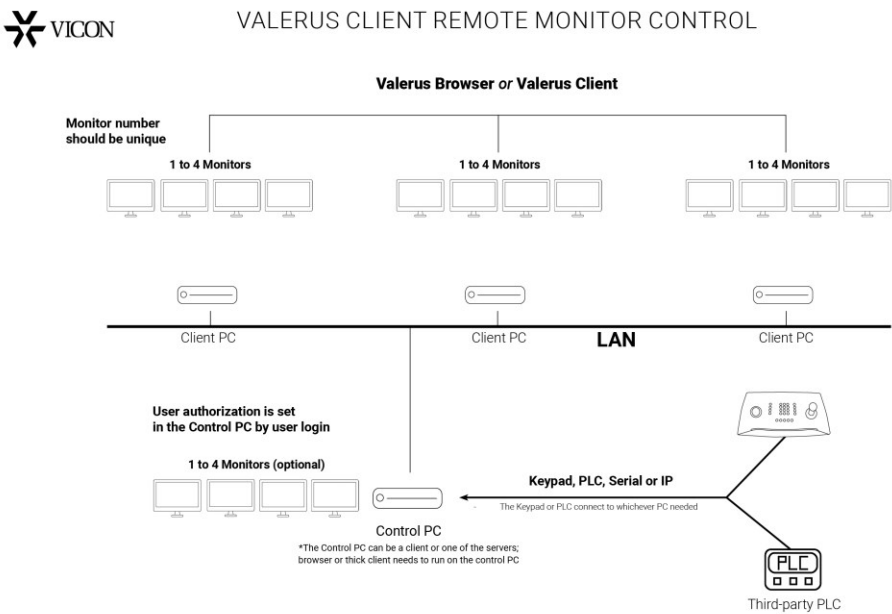 VICON
VALERUS CLIENT REMOTE MONITOR CONTROL
Valerus Browser or Valerus Client
Monitor number
should be unique
1 to 4 Monitors
1 to 4 Monitors
1 to 4 Monitors
Client PC
Client PC
LAN
Client PC
User authorization is set
in the Control PC by user login
1 to 4 Monitors (optional)
Keypad, PLC, Serial or IP
The Keypad or PLC connect to whichever PC needed
Control PC
*The Control PC can be a client or one of the servers;
browser or thick client needs to run on the control PC
PLC
Third-party PLC